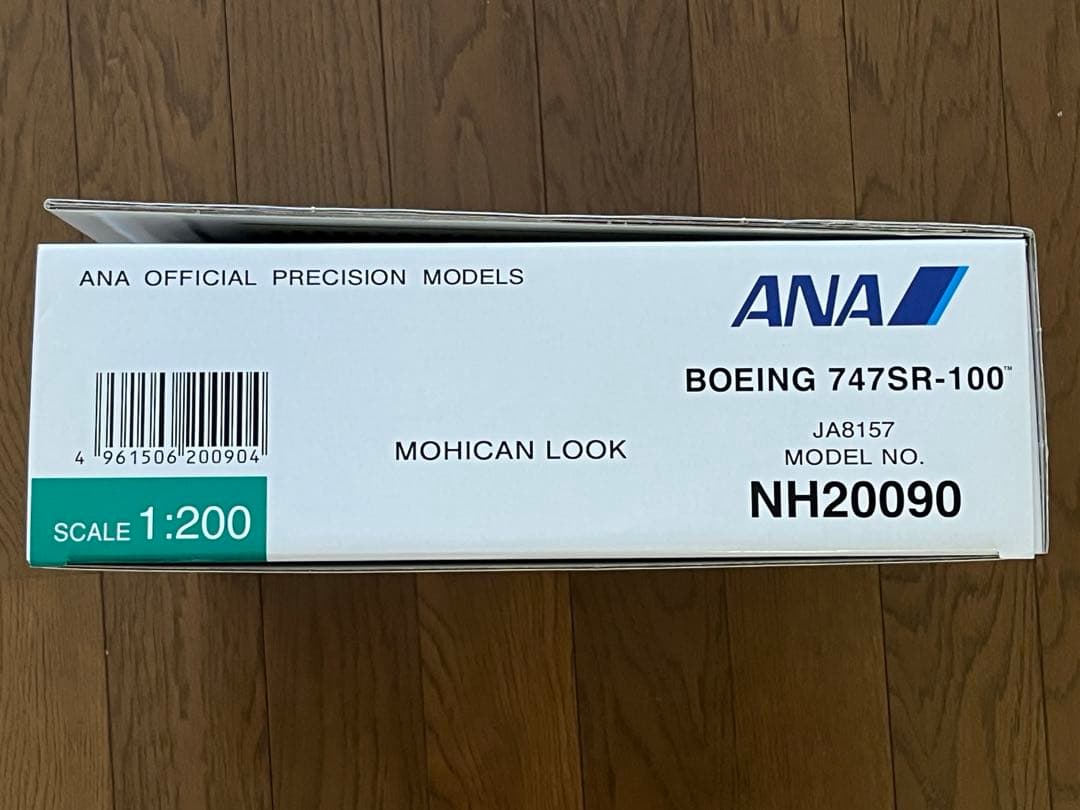 ANA OFFICIAL PRECISION MODELS
ANA
BOEING 747SR-100™
JA8157
MODEL NO.
NH20090
MOHICAN LOOK
4 961506 200904
SCALE 1:200